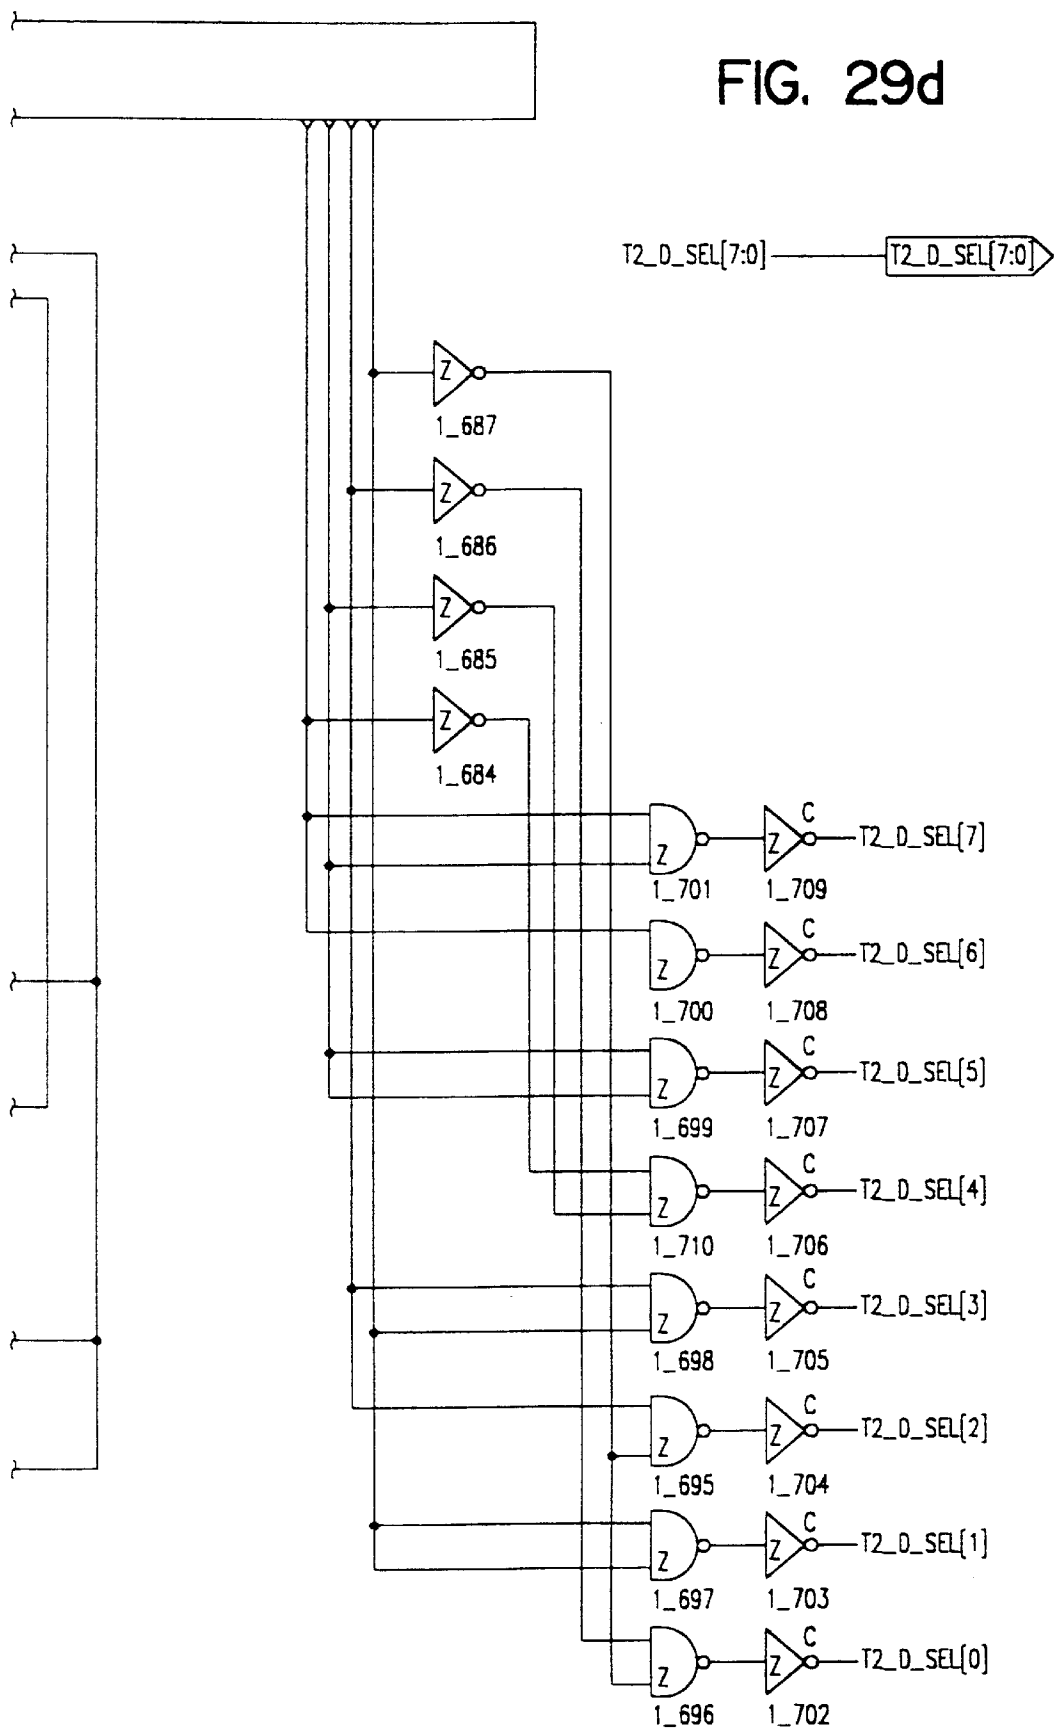 FIG. 29d
T2_D_SEL[7:0] T2_D_SEL[7:0]
Z
1_687
Z
1_686
Z
1_685
Z
1_684
C
Z Z T2_D_SEL[7]
1_701 1_709
C
Z Z T2_D_SEL[6]
1_700 1_708
C
Z Z T2_D_SEL[5]
1_699 1_707
C
Z Z T2_D_SEL[4]
1_710 1_706
C
Z Z T2_D_SEL[3]
1_698 1_705
C
Z Z T2_D_SEL[2]
1_695 1_704
C
Z Z T2_D_SEL[1]
1_697 1_703
C
Z Z T2_D_SEL[0]
1_696 1_702